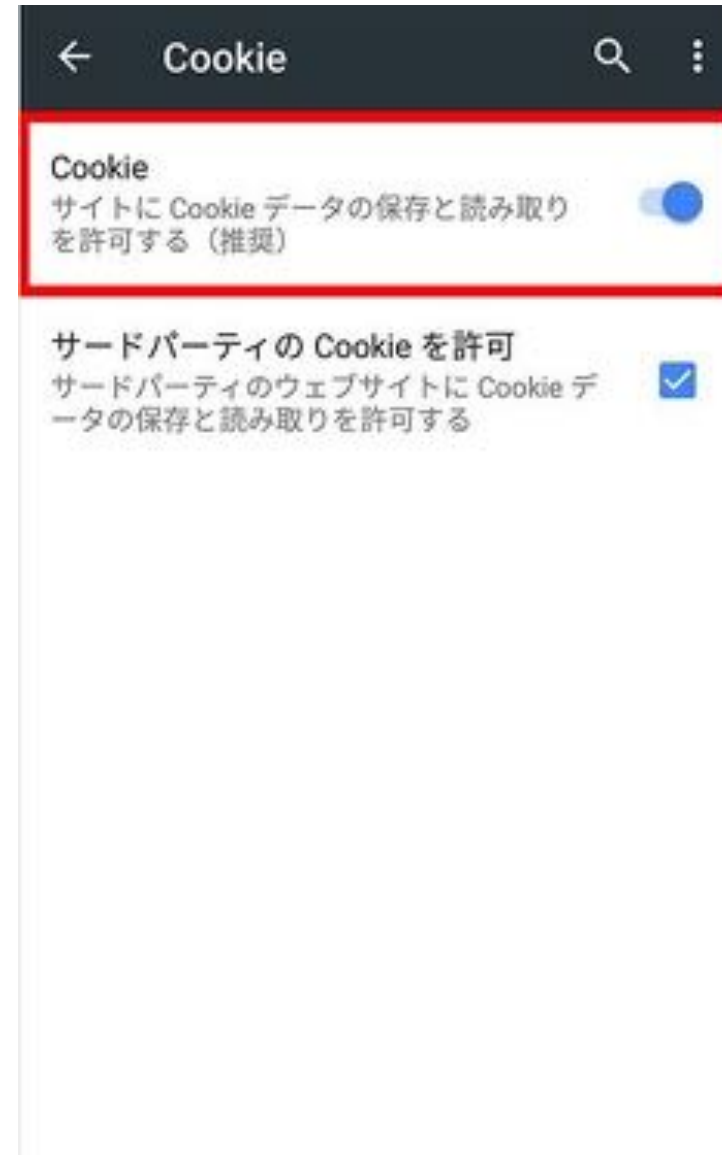 Cookie
Cookie
サイトに Cookie データの保存と読み取り
を許可する（推奨）
サードパーティの Cookie を許可
サードパーティのウェブサイトに Cookie デ
ータの保存と読み取りを許可する